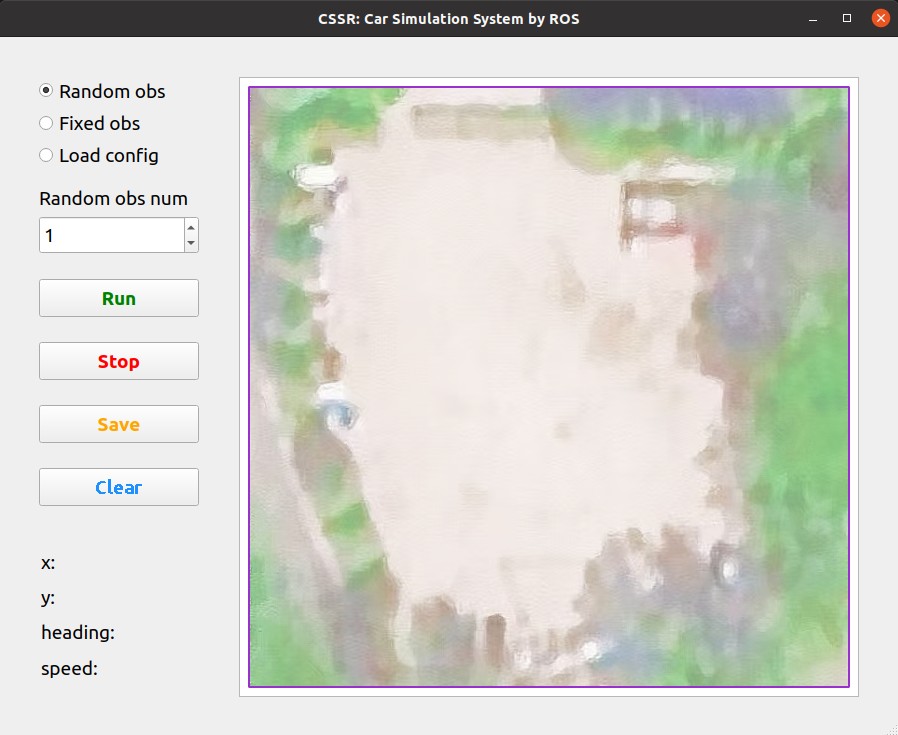 CSSR: Car Simulation System by ROS
Random obs
Fixed obs
Load config
Random obs num
1
Run
Stop
Save
Clear
x:
y:
heading:
speed: